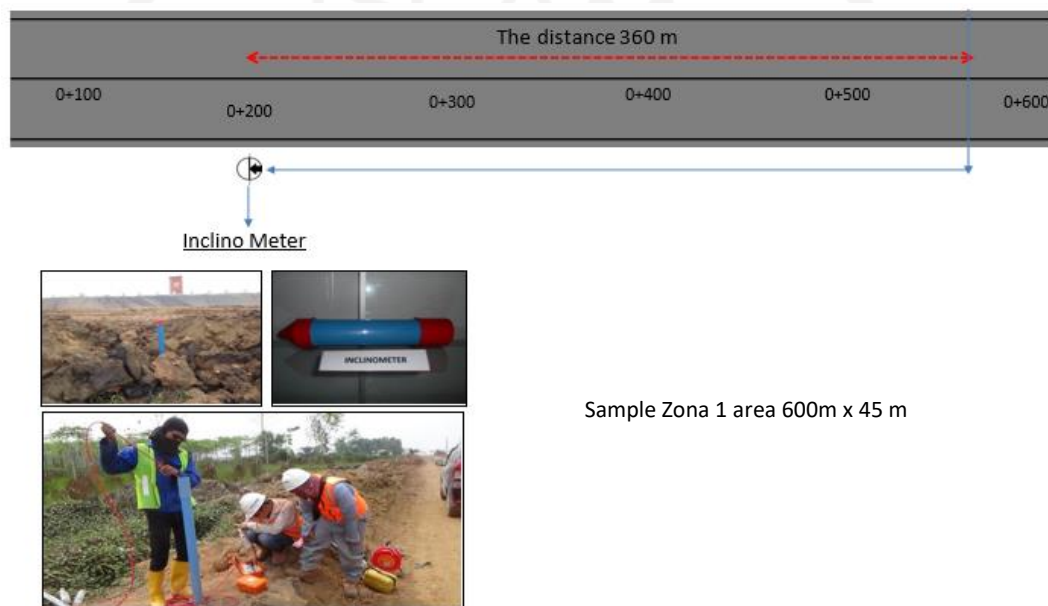 The distance 360 m
0+100
0+200
0+300
0+400
0+500
0+600
Inclino Meter
INCLINOMETER
Sample Zona 1 area 600m x 45 m